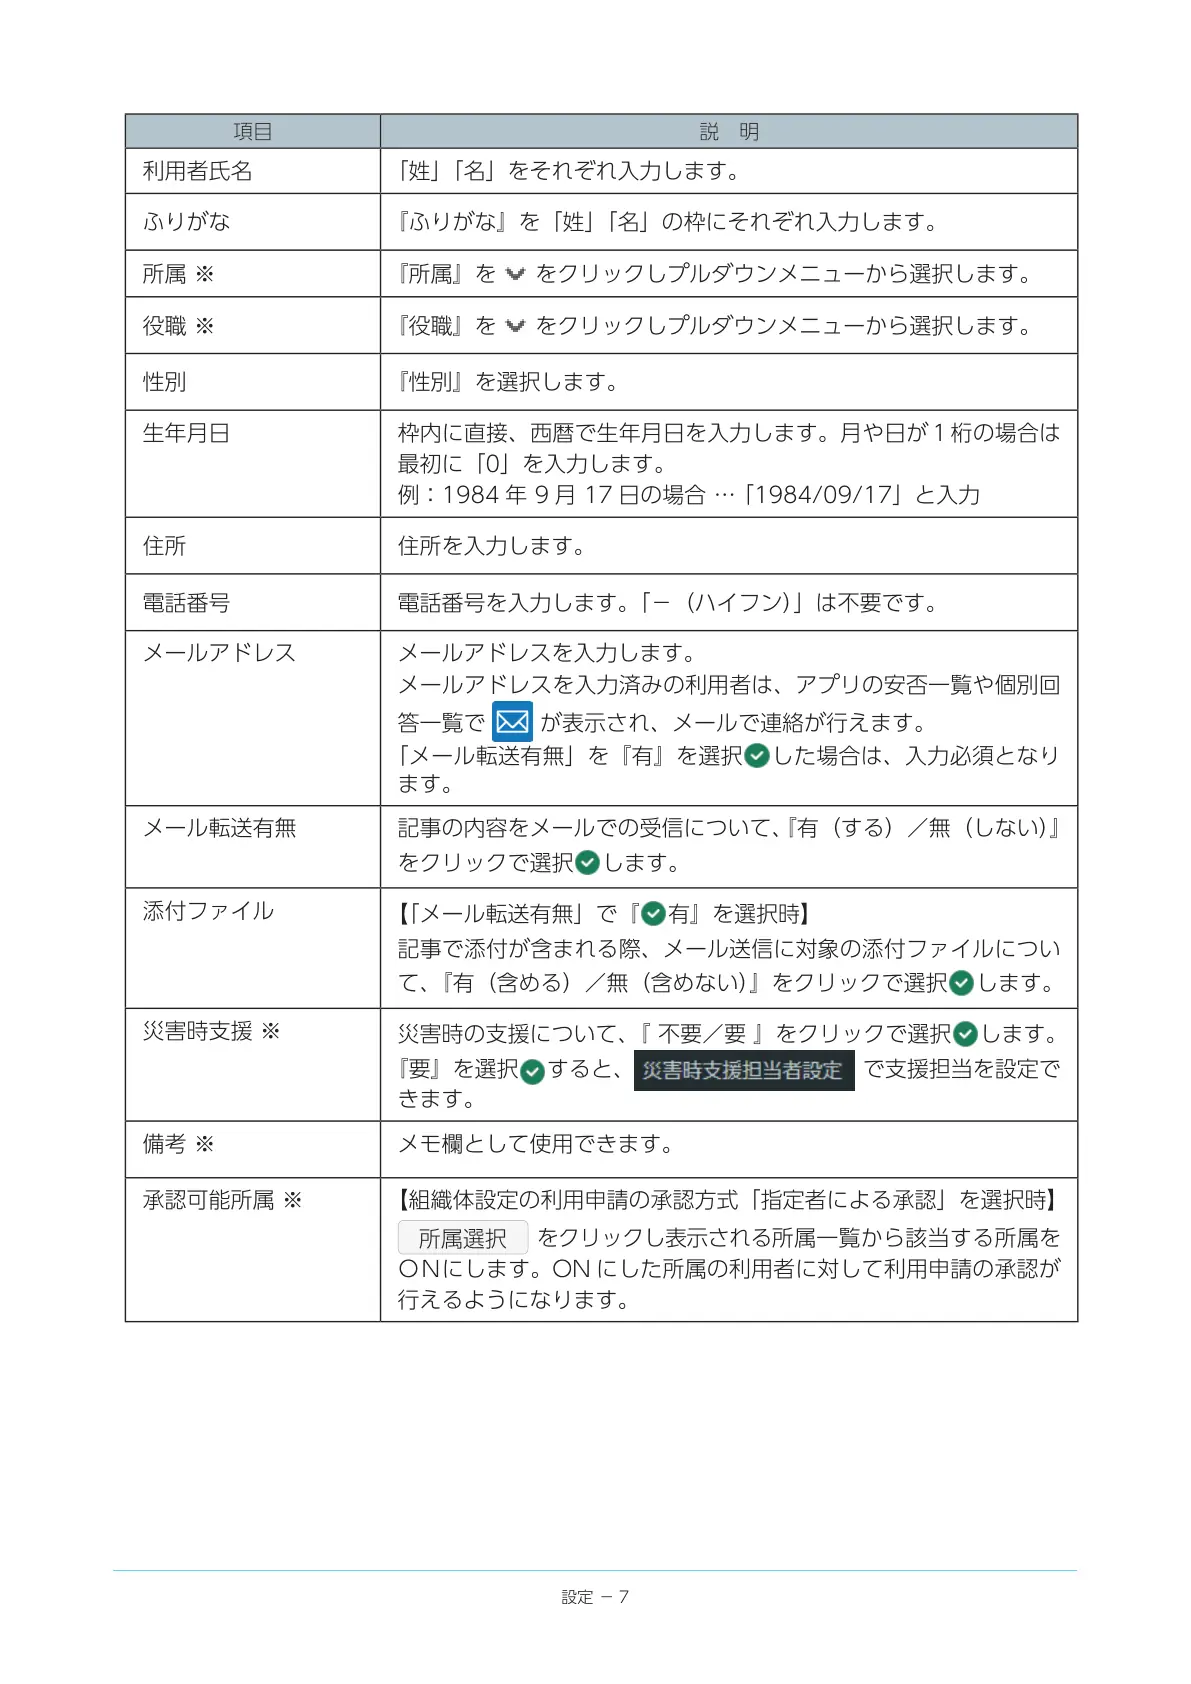 項目 説　明
利用者氏名 「姓」「名」をそれぞれ入力します。
ふりがな 『ふりがな』を「姓」「名」の枠にそれぞれ入力します。
所属 ※ 『所属』を をクリックしプルダウンメニューから選択します。
役職 ※ 『役職』を をクリックしプルダウンメニューから選択します。
性別 『性別』を選択します。
生年月日 枠内に直接、西暦で生年月日を入力します。月や日が１桁の場合は
最初に「0」を入力します。
例：1984 年 9 月 17 日の場合 …「1984/09/17」と入力
住所 住所を入力します。
電話番号 電話番号を入力します。「－（ハイフン）」は不要です。
メールアドレス メールアドレスを入力します。
メールアドレスを入力済みの利用者は、アプリの安否一覧や個別回
答一覧で が表示され、メールで連絡が行えます。
「メール転送有無」を『有』を選択した場合は、入力必須となり
ます。
メール転送有無 記事の内容をメールでの受信について、『有（する）／無（しない）』
をクリックで選択します。
添付ファイル 【「メール転送有無」で『有』を選択時】
記事で添付が含まれる際、メール送信に対象の添付ファイルについ
て、『有（含める）／無（含めない）』をクリックで選択します。
災害時支援 ※ 災害時の支援について、『 不要／要 』をクリックで選択します。
『要』を選択すると、 災害時支援担当者設定 で支援担当を設定で
きます。
備考 ※ メモ欄として使用できます。
承認可能所属 ※ 【組織体設定の利用申請の承認方式「指定者による承認」を選択時】
所属選択 をクリックし表示される所属一覧から該当する所属を
ＯＮにします。ON にした所属の利用者に対して利用申請の承認が
行えるようになります。
設定 － 7